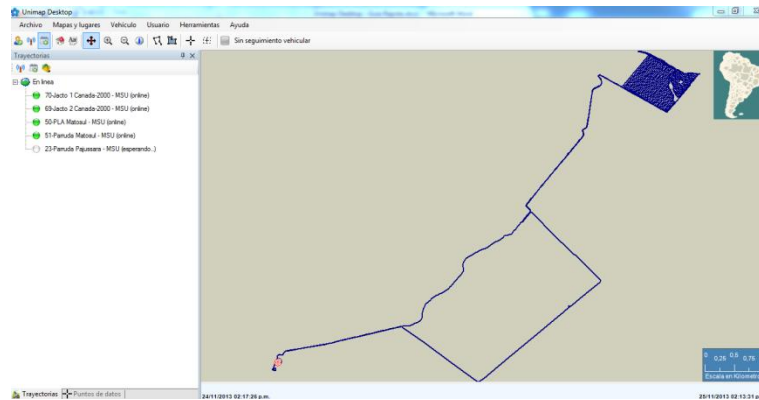 Unimap Desktop
Archivo Mapas y lugares Vehículo Usuario Herramientas Ayuda
Sin seguimiento vehicular
Trayectorias
En línea
70-Jacto 1 Canada-2000 - MSU (online)
69-Jacto 2 Canada-2000 - MSU (online)
50-PLA Matosul - MSU (online)
51-Parruda Matosul - MSU (online)
23-Parruda Pajussara - MSU (esperando..)
0 0,25 0,5 0,75
Escala en Kilometr
Trayectorias Puntos de datos
24/11/2013 02:17:26 p.m. 25/11/2013 02:13:31 p